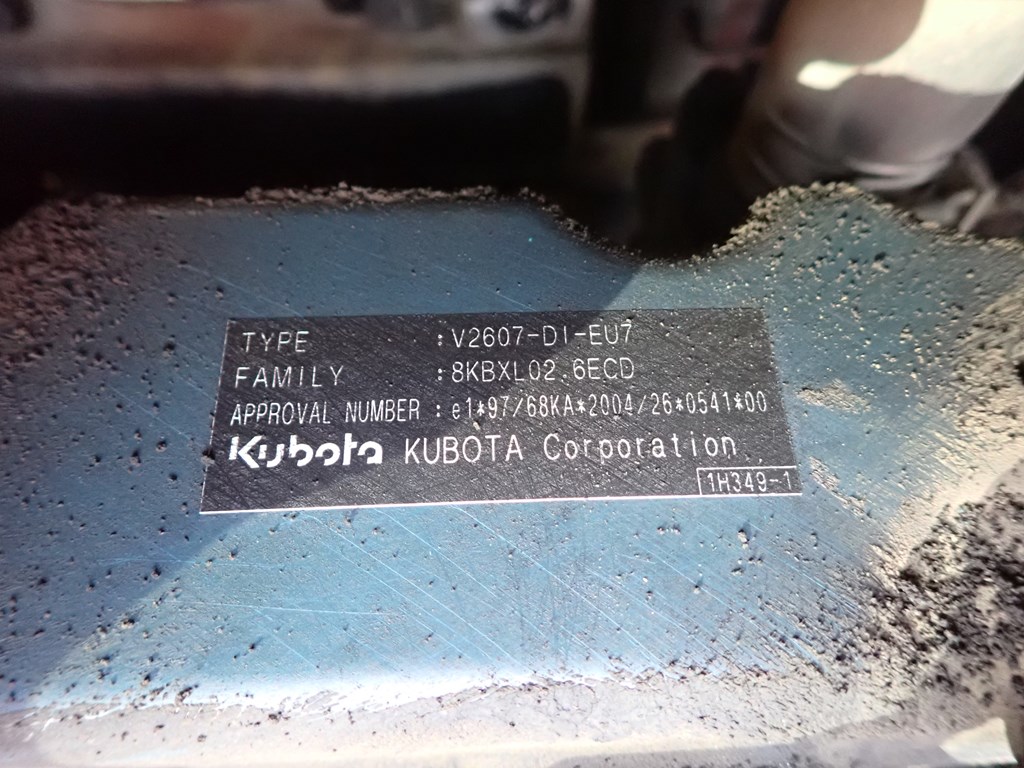 TYPE :V2607-DI-EU7
FAMILY :8KBXL02.6ECD
APPROVAL NUMBER :e1*97/68KA*2004/26*0541*00
Kubota KUBOTA Corporation
1H349-1